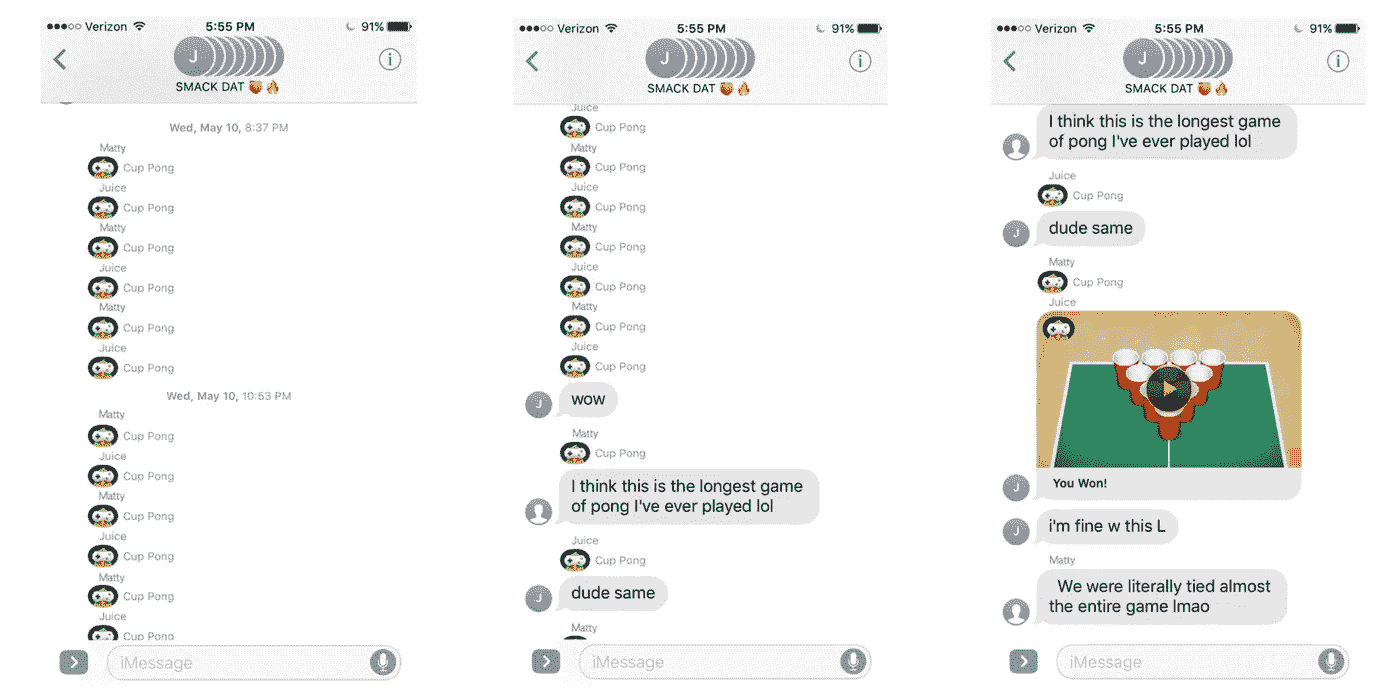 Verizon 5:55 PM 91%
J
SMACK DAT 🍑🔥
Wed, May 10, 8:37 PM
Matty
Cup Pong
Juice
Cup Pong
Matty
Cup Pong
Juice
Cup Pong
Matty
Cup Pong
Juice
Cup Pong
Wed, May 10, 10:53 PM
Matty
Cup Pong
Juice
Cup Pong
Matty
Cup Pong
Juice
Cup Pong
Matty
Cup Pong
Juice
Cup Pong
iMessage
Verizon 5:55 PM 91%
J
SMACK DAT 🍑🔥
Juice
Cup Pong
Matty
Cup Pong
Juice
Cup Pong
Matty
Cup Pong
Juice
Cup Pong
Matty
Cup Pong
Juice
Cup Pong
J wow
Matty
Cup Pong
I think this is the longest game
of pong I've ever played lol
Juice
Cup Pong
J dude same
Matty
iMessage
Verizon 5:55 PM 91%
J
SMACK DAT 🍑🔥
I think this is the longest game
of pong I've ever played lol
Juice
Cup Pong
J dude same
Matty
Cup Pong
Juice
J You Won!
J i'm fine w this L
Matty
We were literally tied almost
the entire game lmao
iMessage